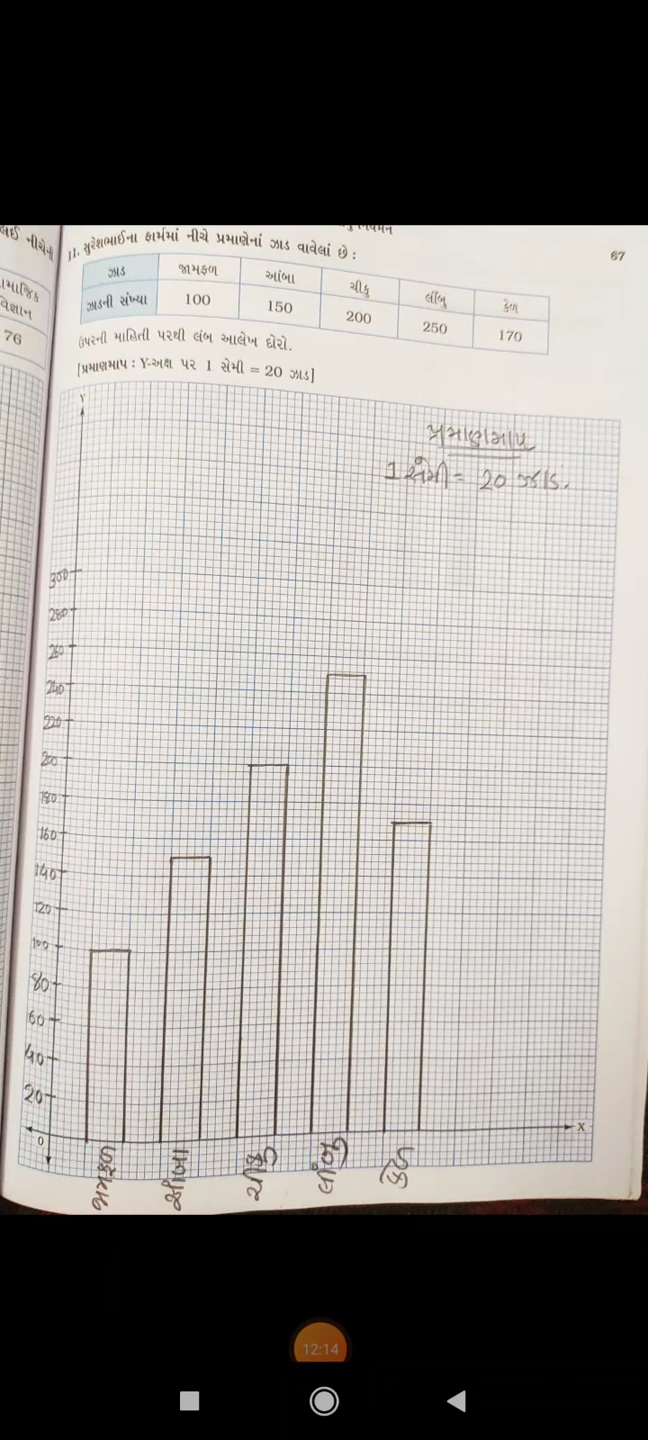 લઈ નીચેની
67
11. સુરેશભાઈના ફાર્મમાં નીચે પ્રમાણેનાં ઝાડ વાવેલાં છે :
ઝાડ જામફળ આંબા ચીકુ લીંબુ કેળ
ઝાડની સંખ્યા 100 150 200 250 170
76
ઉપરની માહિતી પરથી લંબ આલેખ દોરો.
[પ્રમાણમાપ : Y-અક્ષ પર 1 સેમી = 20 ઝાડ]
Y
પ્રમાણમાપ
1 સેમી = 20 ઝાડ.
300
280
260
240
220
200
180
160
140
120
100
80
60
40
20
0
X
જામફળ આંબા ચીકુ લીંબુ કેળ
12:14